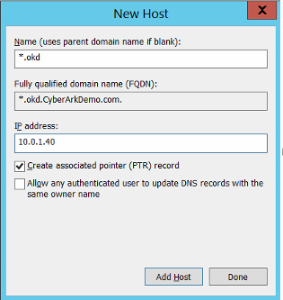 New Host
X
Name (uses parent domain name if blank):
*.okd
Fully qualified domain name (FQDN):
*.okd.CyberArkDemo.com.
IP address:
10.0.1.40
Create associated pointer (PTR) record
Allow any authenticated user to update DNS records with the
same owner name
Add Host
Done